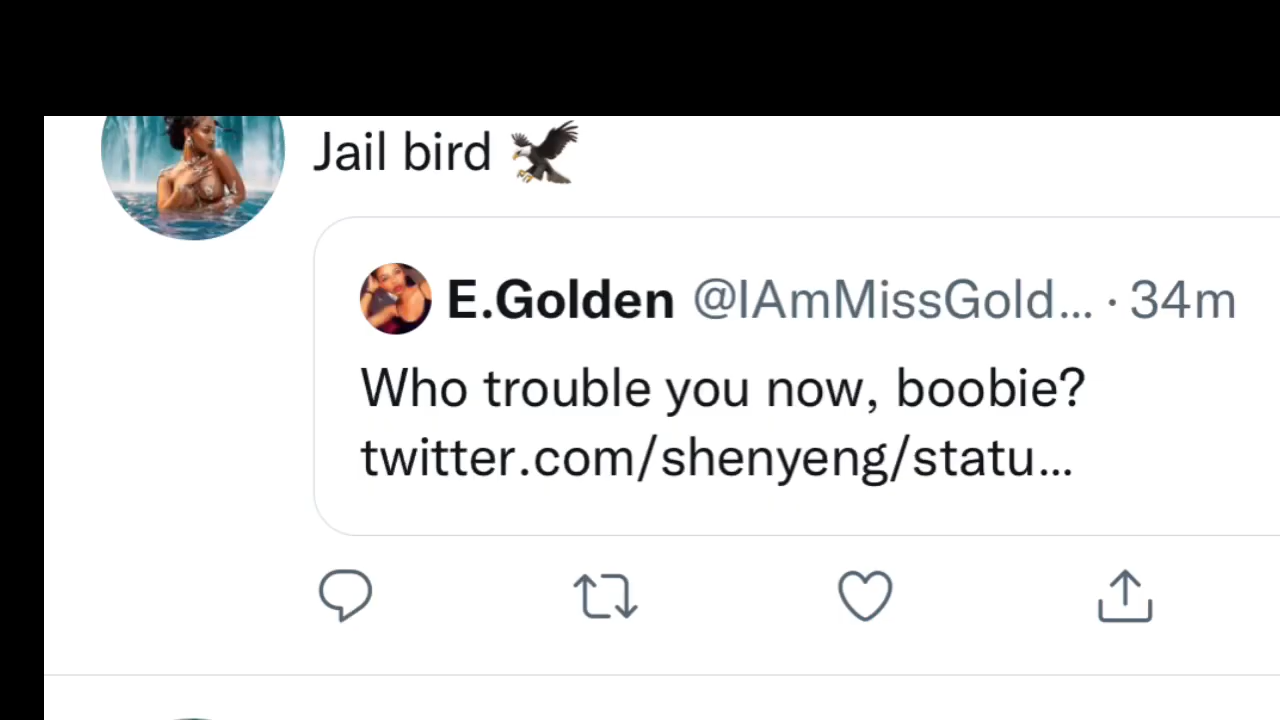 Jail bird 🦅
E.Golden @IAmMissGold... · 34m
Who trouble you now, boobie?
twitter.com/shenyeng/statu...